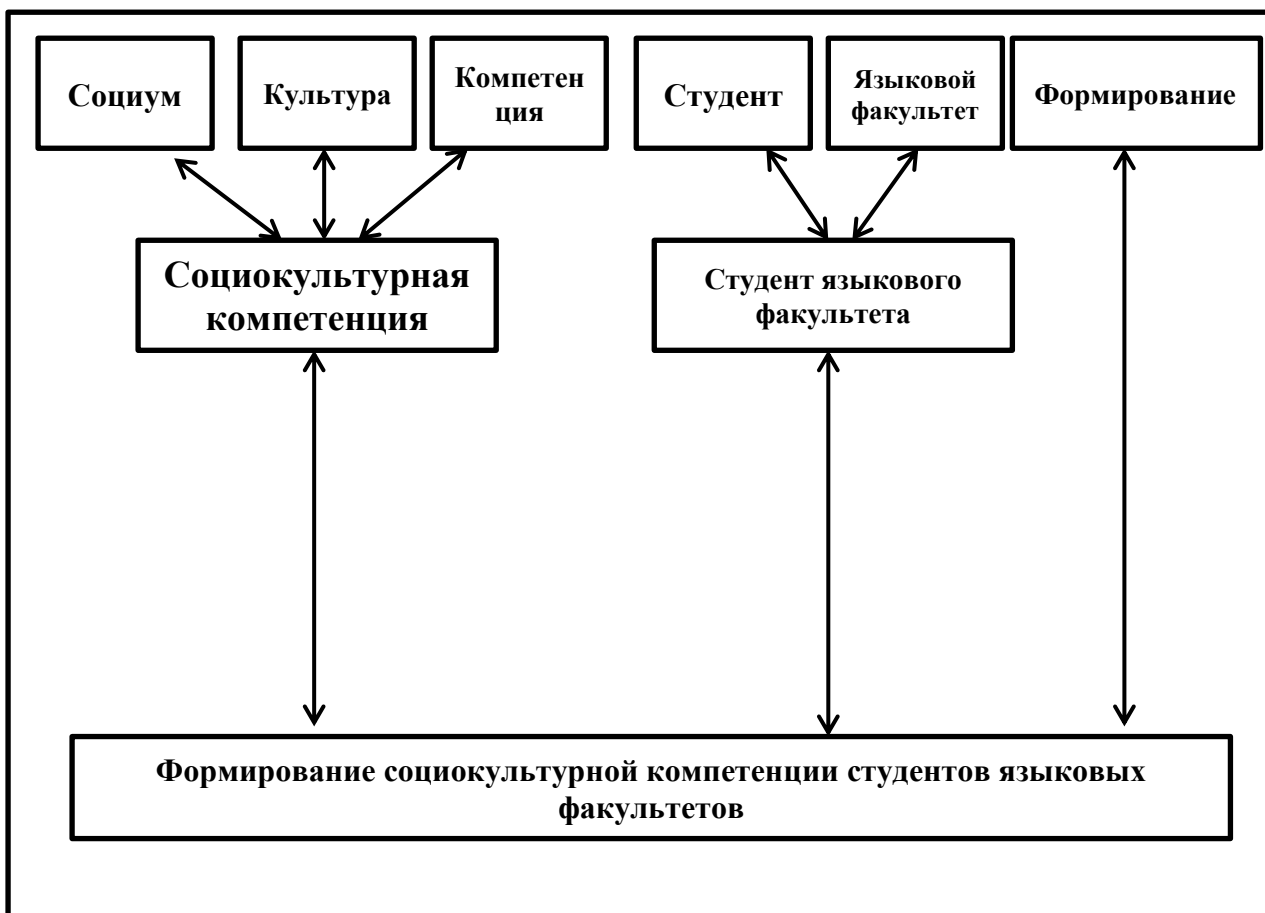 Социум
Культура
Компетен
ция
Студент
Языковой
факультет
Формирование
Социокультурная
компетенция
Студент языкового
факультета
Формирование социокультурной компетенции студентов языковых
факультетов